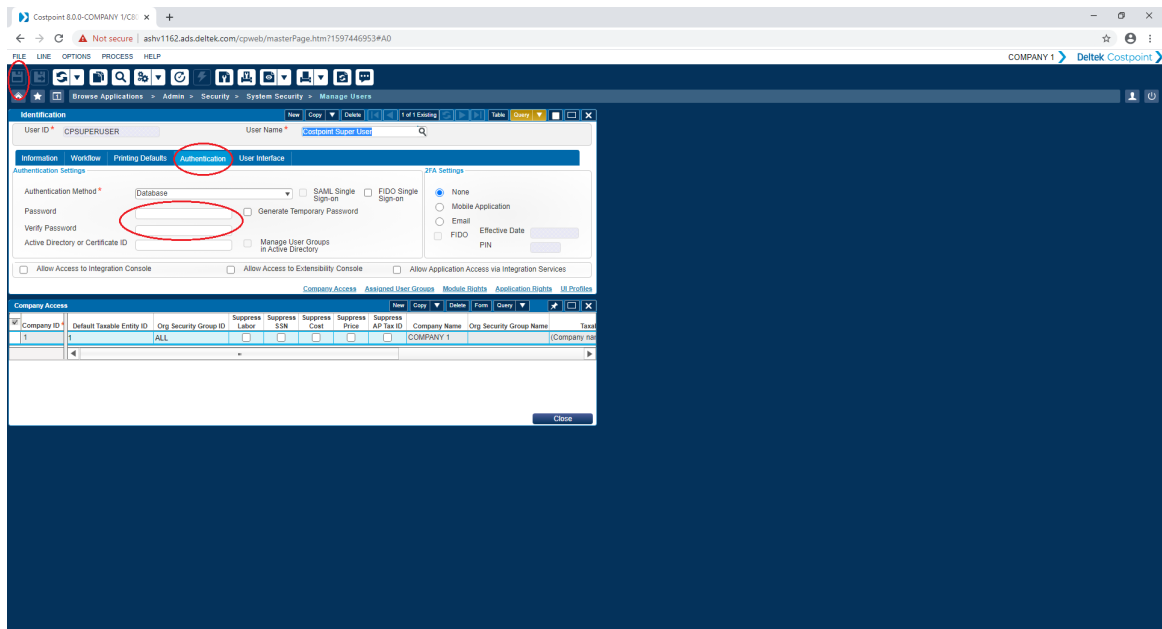 Costpoint 8.0.0-COMPANY 1/C80
Not secure | ashv1162.ads.deltek.com/cpweb/masterPage.htm?1597446953#A0
FILE LINE OPTIONS PROCESS HELP
COMPANY 1 Deltek Costpoint
Browse Applications > Admin > Security > System Security > Manage Users
Identification New Copy Delete 1 of 1 Existing Table Query
User ID * CPSUPERUSER User Name * Costpoint Super User
Information Workflow Printing Defaults Authentication User Interface
Authentication Settings 2FA Settings
Authentication Method * Database SAML Single Sign-on FIDO Single Sign-on None
Mobile Application
Password Generate Temporary Password
Email
Verify Password
FIDO Effective Date
Active Directory or Certificate ID Manage User Groups in Active Directory PIN
Allow Access to Integration Console Allow Access to Extensibility Console Allow Application Access via Integration Services
Company Access Assigned User Groups Module Rights Application Rights UI Profiles
Company Access New Copy Delete Form Query
Company ID * Default Taxable Entity ID Org Security Group ID Suppress Labor Suppress SSN Suppress Cost Suppress Price Suppress AP Tax ID Company Name Org Security Group Name Taxal
1 1 ALL COMPANY 1 (Company nar
Close